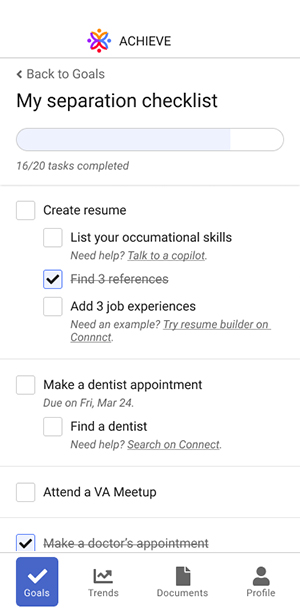 ACHIEVE
Back to Goals
My separation checklist
16/20 tasks completed
Create resume
List your occumational skills
Need help? Talk to a copilot.
Find 3 references
Add 3 job experiences
Need an example? Try resume builder on
Connnct.
Make a dentist appointment
Due on Fri, Mar 24.
Find a dentist
Need help? Search on Connect.
Attend a VA Meetup
Make a doctor's appointment
Goals
Trends
Documents
Profile